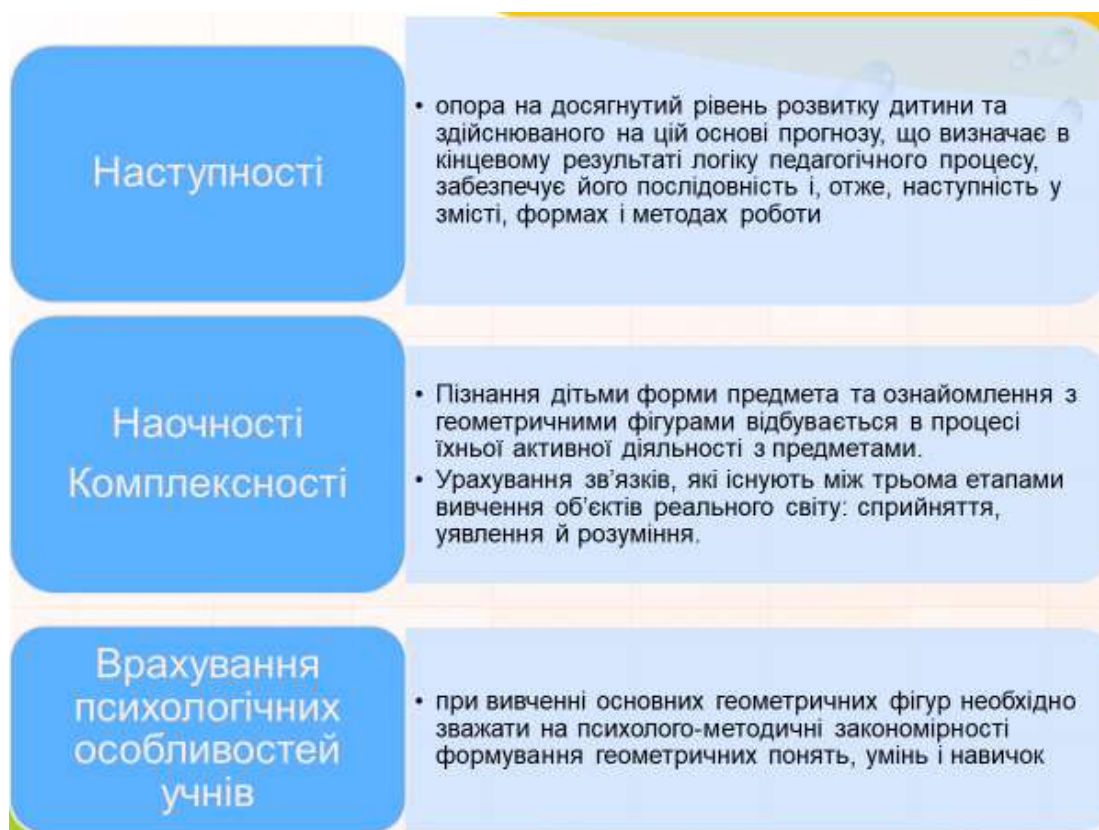 Наступності
• опора на досягнутий рівень розвитку дитини та
здійснюваного на цій основі прогнозу, що визначає в
кінцевому результаті логіку педагогічного процесу,
забезпечує його послідовність і, отже, наступність у
змісті, формах і методах роботи
Наочності
Комплексності
• Пізнання дітьми форми предмета та ознайомлення з
геометричними фігурами відбувається в процесі
їхньої активної діяльності з предметами.
• Урахування зв’язків, які існують між трьома етапами
вивчення об’єктів реального світу: сприйняття,
уявлення й розуміння.
Врахування
психологічних
особливостей
учнів
• при вивченні основних геометричних фігур необхідно
зважати на психолого-методичні закономірності
формування геометричних понять, умінь і навичок